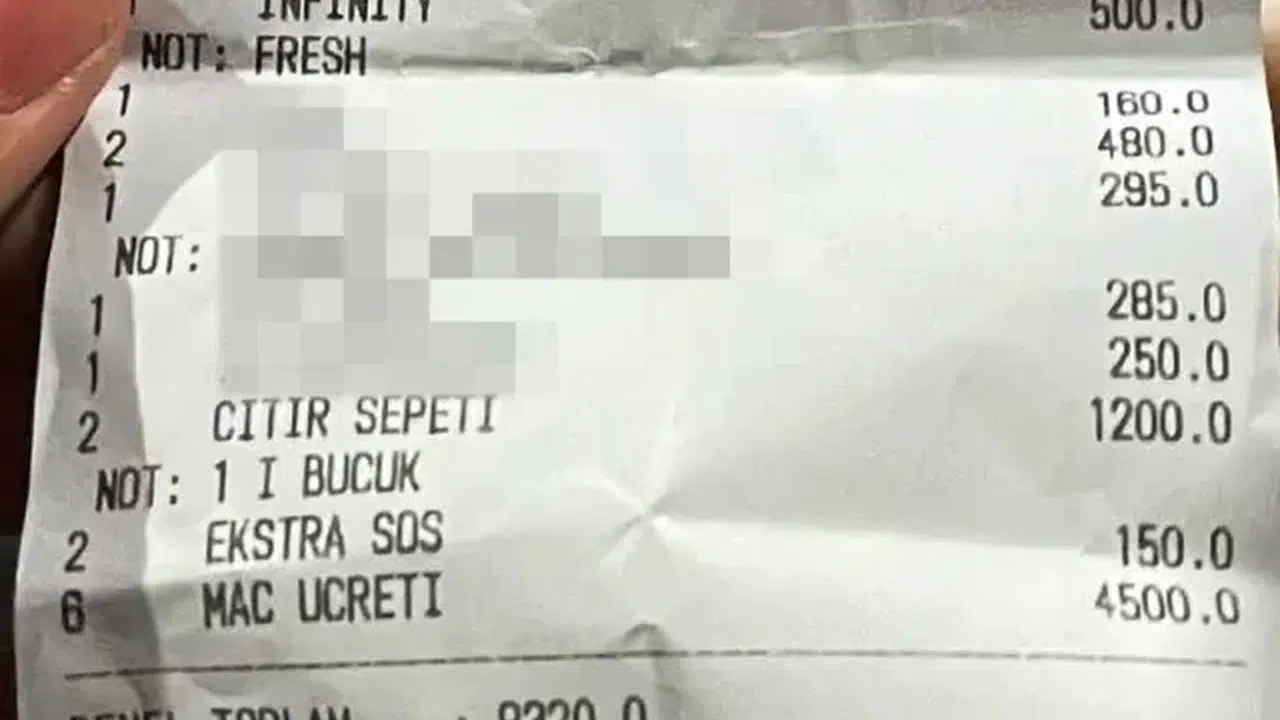 1 INFINITY 500.0
NOT: FRESH
1 160.0
2 480.0
1 295.0
NOT:
1 285.0
1 250.0
2 CITIR SEPETI 1200.0
NOT: 1 I BUCUK
2 EKSTRA SOS 150.0
6 MAC UCRETI 4500.0
TOPLAM :